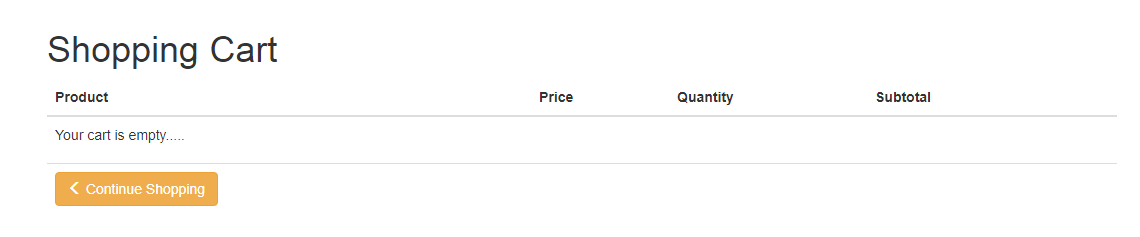 Shopping Cart
Product Price Quantity Subtotal
Your cart is empty.....
Continue Shopping